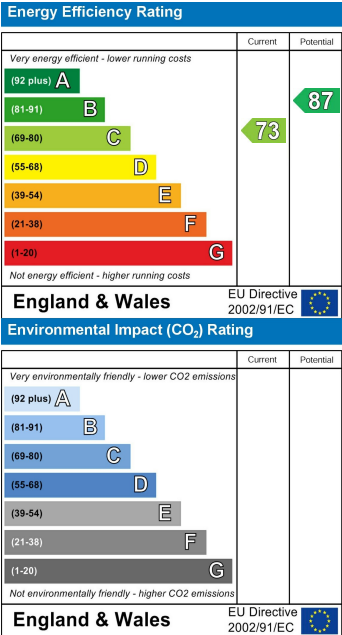 Energy Efficiency Rating
Current Potential
Very energy efficient - lower running costs
(92 plus) A
(81-91) B
87
(69-80) C
73
(55-68) D
(39-54) E
(21-38) F
(1-20) G
Not energy efficient - higher running costs
England & Wales
EU Directive
2002/91/EC
Environmental Impact (CO₂) Rating
Current Potential
Very environmentally friendly - lower CO2 emissions
(92 plus) A
(81-91) B
(69-80) C
(55-68) D
(39-54) E
(21-38) F
(1-20) G
Not environmentally friendly - higher CO2 emissions
England & Wales
EU Directive
2002/91/EC